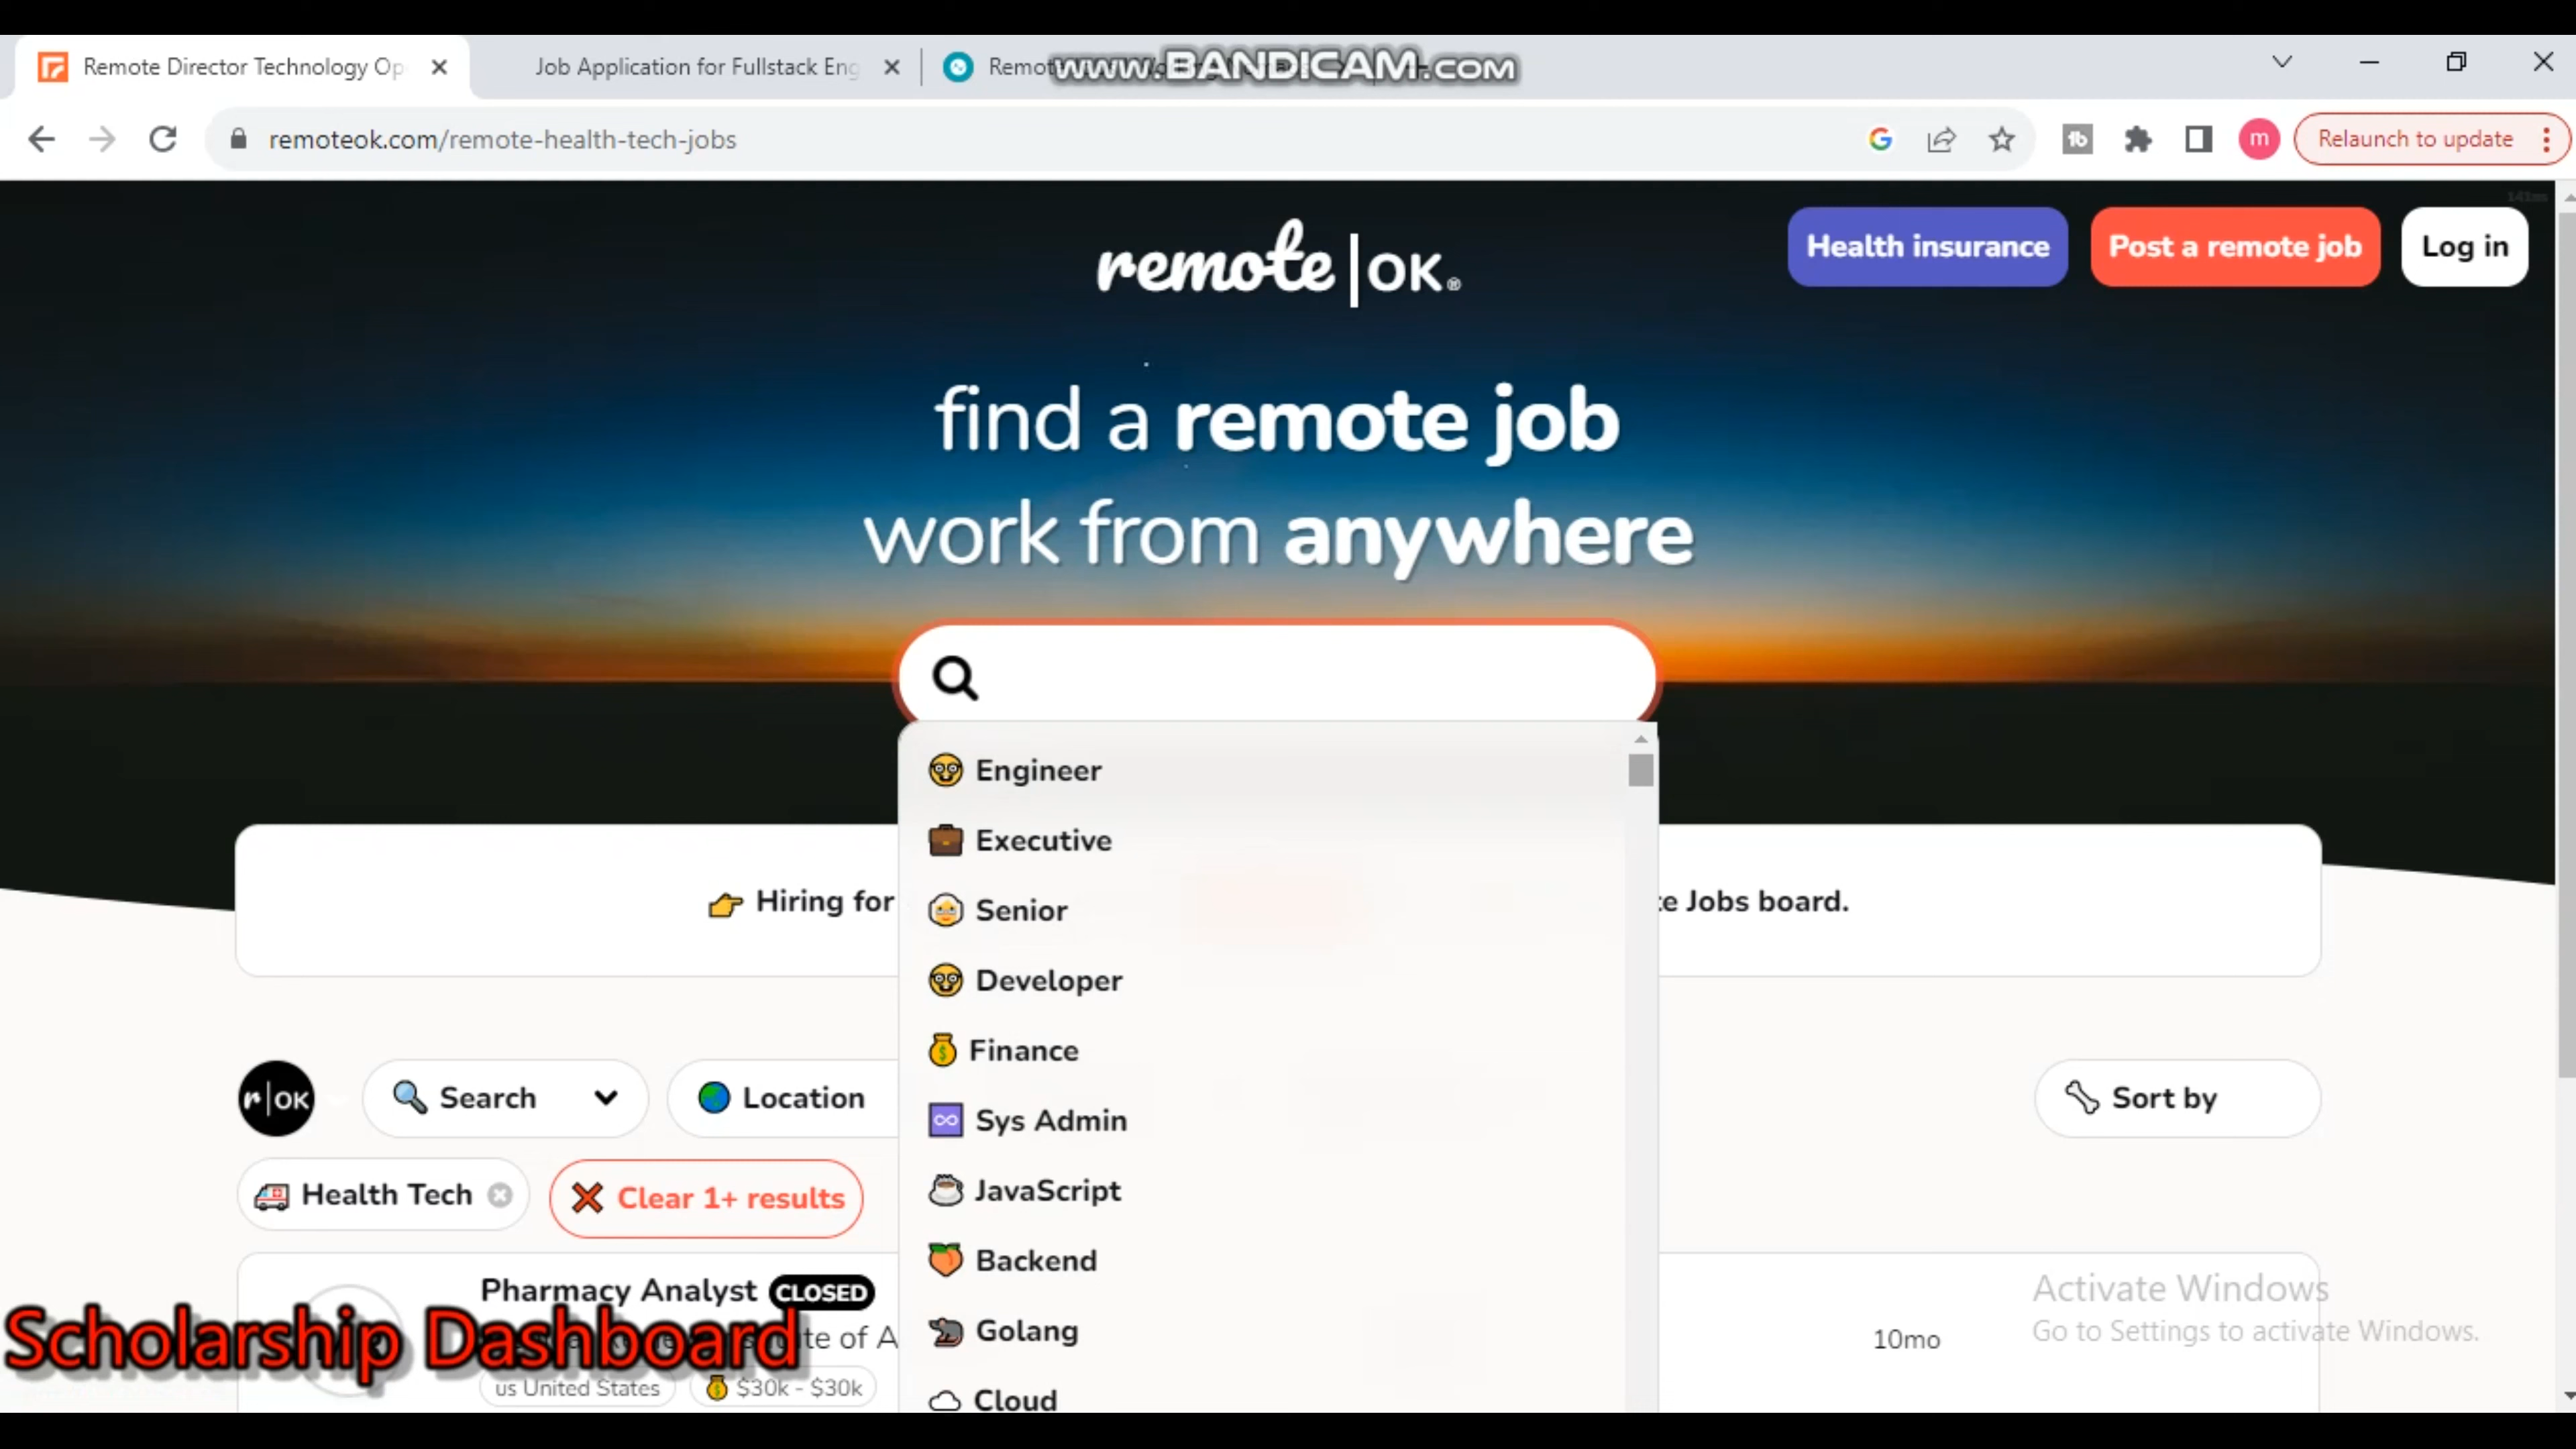 Remote Director Technology Op
Job Application for Fullstack Eng
Remot
www.BANDICAM.com
remoteok.com/remote-health-tech-jobs
Relaunch to update
m
remote|OK®
Health insurance
Post a remote job
Log in
find a remote job
work from anywhere
Engineer
Executive
Senior
Developer
Finance
Sys Admin
JavaScript
Backend
Golang
Cloud
Hiring for
te Jobs board.
r|OK
Search
Location
Sort by
Health Tech
Clear 1+ results
Pharmacy Analyst CLOSED
te of A
10mo
us United States
$30k - $30k
Scholarship Dashboard
Activate Windows
Go to Settings to activate Windows.